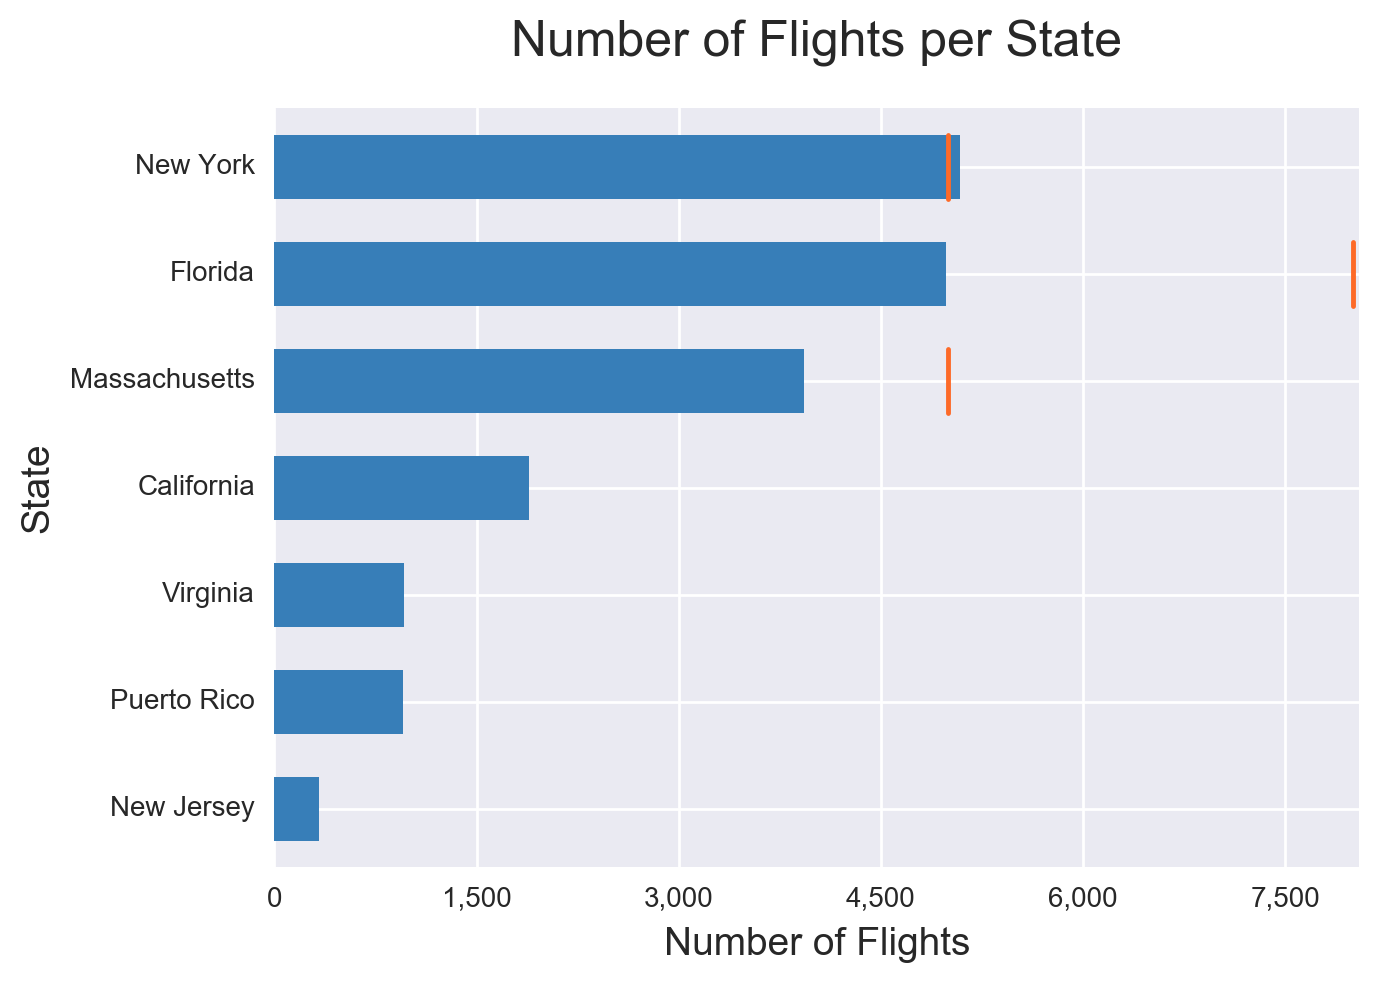 Number of Flights per State
New York
Florida
Massachusetts
California
Virginia
Puerto Rico
New Jersey
State
0 1,500 3,000 4,500 6,000 7,500
Number of Flights